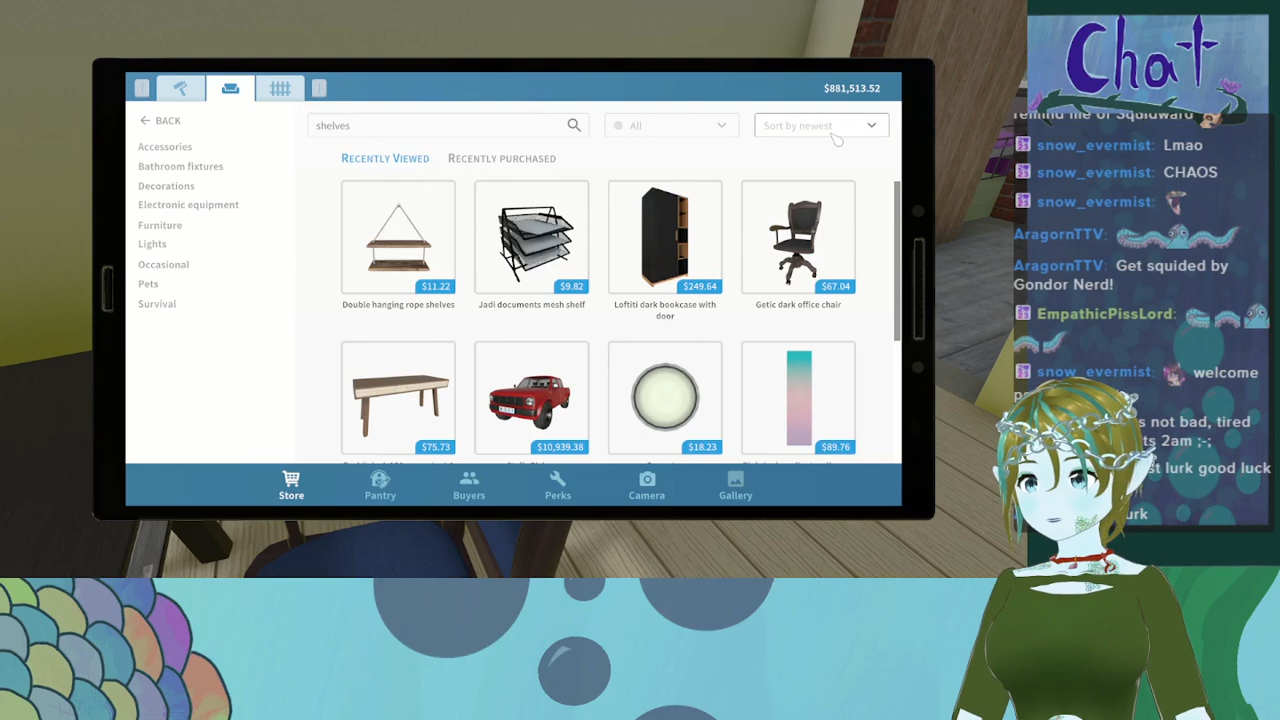 $881,513.52
BACK
shelves
All
Sort by newest
Accessories
Bathroom fixtures
Decorations
Electronic equipment
Furniture
Lights
Occasional
Pets
Survival
RECENTLY VIEWED
RECENTLY PURCHASED
$11.22
$9.82
$249.64
$67.04
Double hanging rope shelves
Jadi documents mesh shelf
Loftiti dark bookcase with
door
Getic dark office chair
$75.73
$10,939.38
$18.23
$89.76
Store
Pantry
Buyers
Perks
Camera
Gallery
Chat
remind me of Squidward
snow_evermist: Lmao
snow_evermist: CHAOS
snow_evermist:
AragornTTV:
AragornTTV: Get squided by
Gondor Nerd!
EmpathicPissLord:
snow_evermist: welcome
s not bad, tired
ts 2am ;-;
st lurk good luck
urk